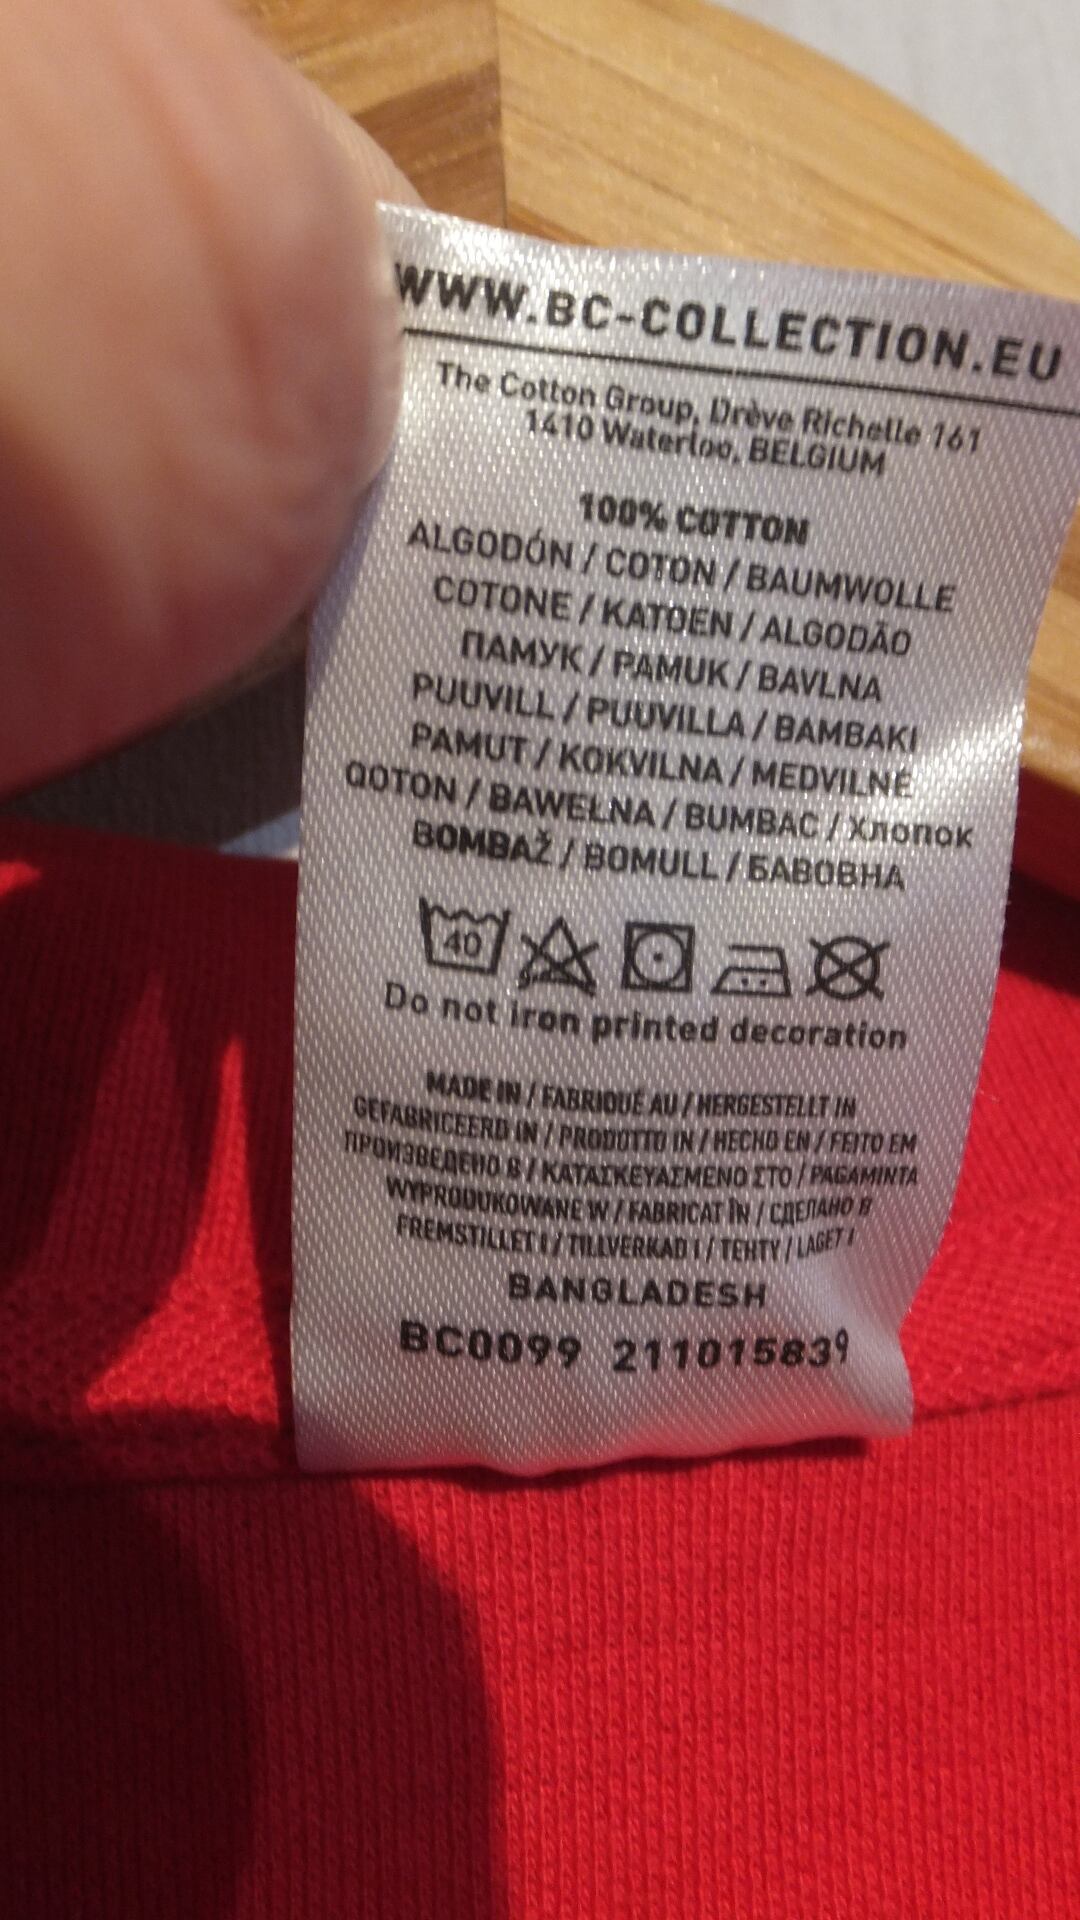 WWW.BC-COLLECTION.EU
The Cotton Group, Drève Richelle 161
1410 Waterloo, BELGIUM
100% COTTON
ALGODÓN / COTON / BAUMWOLLE
COTONE / KATOEN / ALGODÃO
ПАМУК / PAMUK / BAVLNA
PUUVILL / PUUVILLA / BAMBAKI
PAMUT / KOKVILNA / MEDVILNÉ
QOTON / BAWEŁNA / BUMBAC / Хлопок
BOMBAŽ / BOMULL / БАВОВНА
40
Do not iron printed decoration
MADE IN / FABRIQUÉ AU / HERGESTELLT IN
GEFABRICEERD IN / PRODOTTO IN / HECHO EN / FEITO EM
ПРОИЗВЕДЕНО В / ΚΑΤΑΣΚΕΥΑΣΜΕΝΟ ΣΤΟ / PAGAMINTA
WYPRODUKOWANE W / FABRICAT ÎN / СДЕЛАНО В
FREMSTILLET I / TILLVERKAD I / TEHTY / LAGET I
BANGLADESH
BC0099 211015839